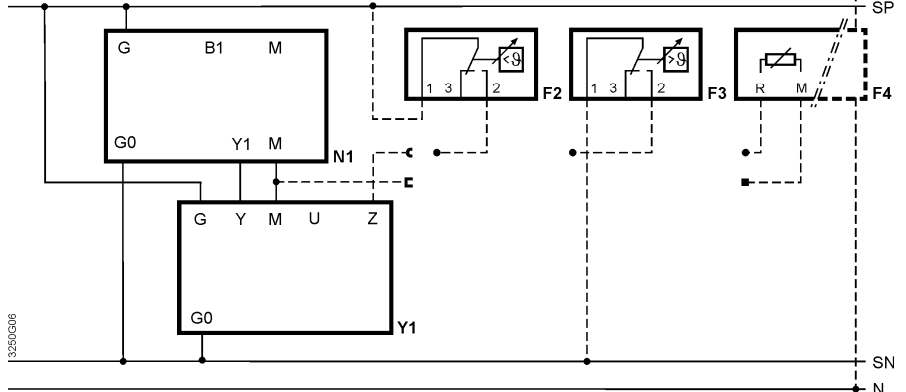 SP
G B1 M
G0 Y1 M
N1
1 3 2
<ϑ
F2
1 3 2
>ϑ
F3
R M
F4
G Y M U Z
G0
Y1
3250G06
SN
N